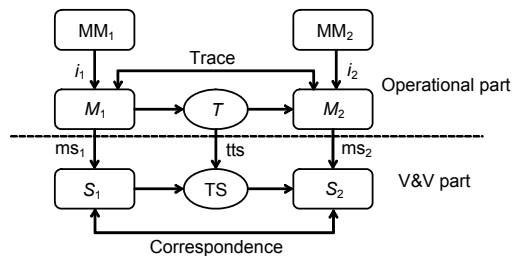 MM₁
MM₂
Trace
i₁
i₂
Operational part
M₁
T
M₂
ms₁
tts
ms₂
V&V part
S₁
TS
S₂
Correspondence